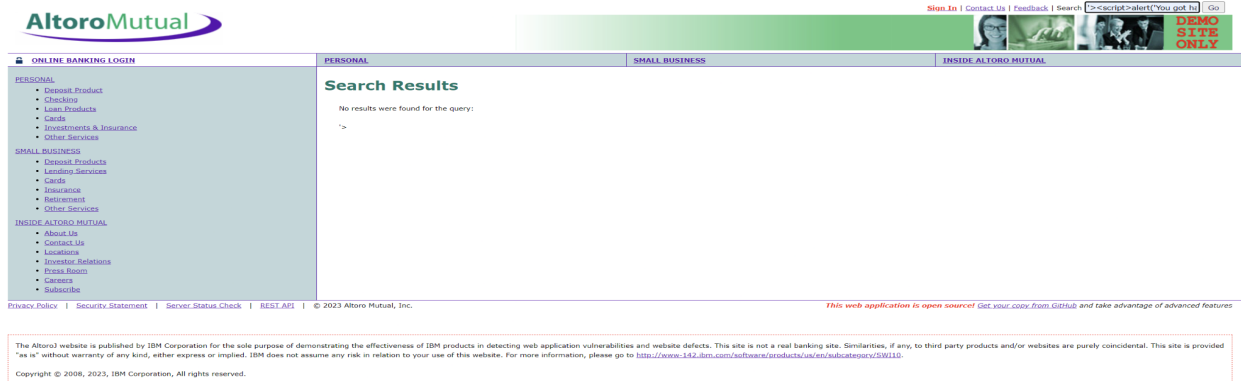 Sign In | Contact Us | Feedback | Search '><script>alert('You got ha Go
AltoroMutual
DEMO
SITE
ONLY
ONLINE BANKING LOGIN PERSONAL SMALL BUSINESS INSIDE ALTORO MUTUAL
PERSONAL
• Deposit Product
• Checking
• Loan Products
• Cards
• Investments & Insurance
• Other Services
SMALL BUSINESS
• Deposit Products
• Lending Services
• Cards
• Insurance
• Retirement
• Other Services
INSIDE ALTORO MUTUAL
• About Us
• Contact Us
• Locations
• Investor Relations
• Press Room
• Careers
• Subscribe
Search Results
No results were found for the query:
'>
Privacy Policy | Security Statement | Server Status Check | REST API | © 2023 Altoro Mutual, Inc. This web application is open source! Get your copy from GitHub and take advantage of advanced features
The AltoroJ website is published by IBM Corporation for the sole purpose of demonstrating the effectiveness of IBM products in detecting web application vulnerabilities and website defects. This site is not a real banking site. Similarities, if any, to third party products and/or websites are purely coincidental. This site is provided
"as is" without warranty of any kind, either express or implied. IBM does not assume any risk in relation to your use of this website. For more information, please go to http://www-142.ibm.com/software/products/us/en/subcategory/SWI10.
Copyright © 2008, 2023, IBM Corporation, All rights reserved.